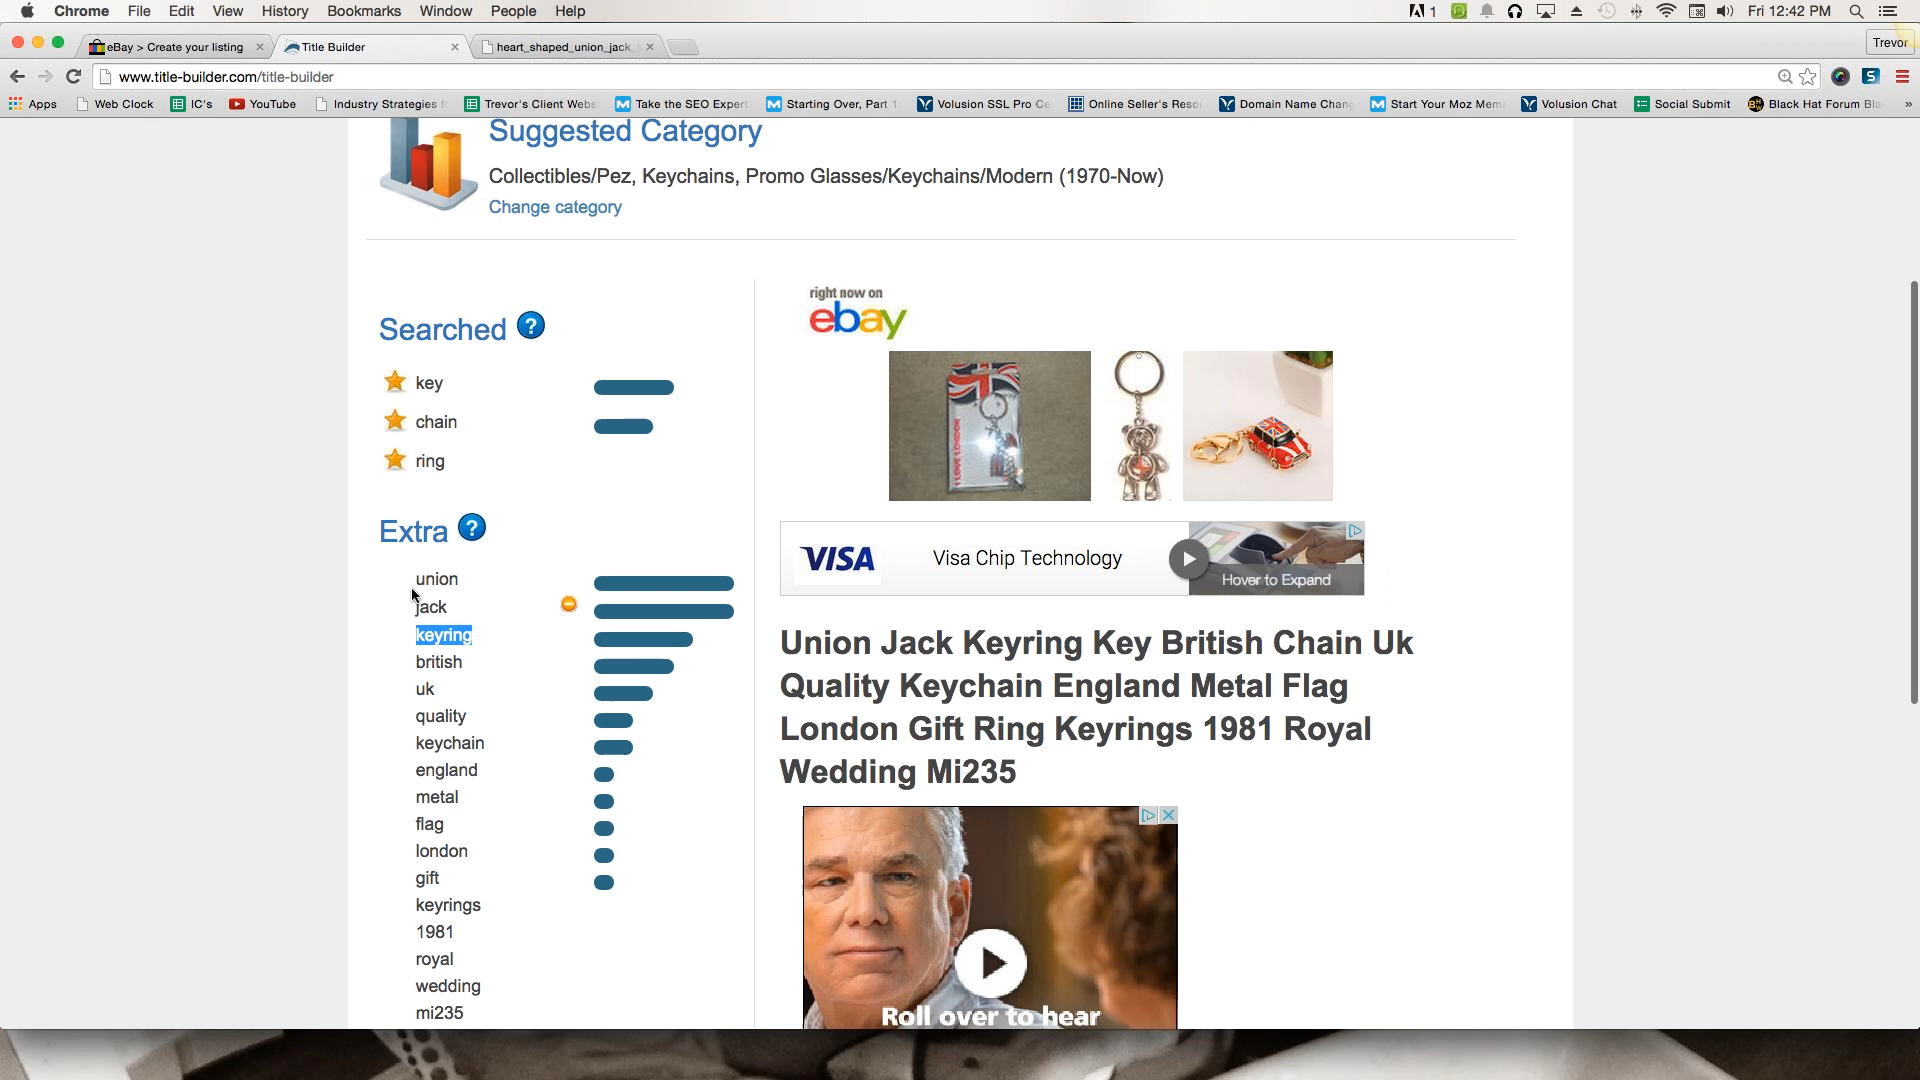 Chrome File Edit View History Bookmarks Window People Help
1 Fri 12:42 PM
eBay > Create your listing
Title Builder
heart_shaped_union_jack_
Trevor
www.title-builder.com/title-builder
Apps Web Clock IC's YouTube Industry Strategies Trevor's Client Webs Take the SEO Expert Starting Over, Part 1 Volusion SSL Pro Online Seller's Reso Domain Name Chan Start Your Moz Mem Volusion Chat Social Submit Black Hat Forum Bla »
Suggested Category
Collectibles/Pez, Keychains, Promo Glasses/Keychains/Modern (1970-Now)
Change category
Searched ?
key
chain
ring
Extra ?
union
jack
keyring
british
uk
quality
keychain
england
metal
flag
london
gift
keyrings
1981
royal
wedding
mi235
right now on
ebay
I LOVE LONDON
VISA
Visa Chip Technology
Hover to Expand
Union Jack Keyring Key British Chain Uk
Quality Keychain England Metal Flag
London Gift Ring Keyrings 1981 Royal
Wedding Mi235
Roll over to hear